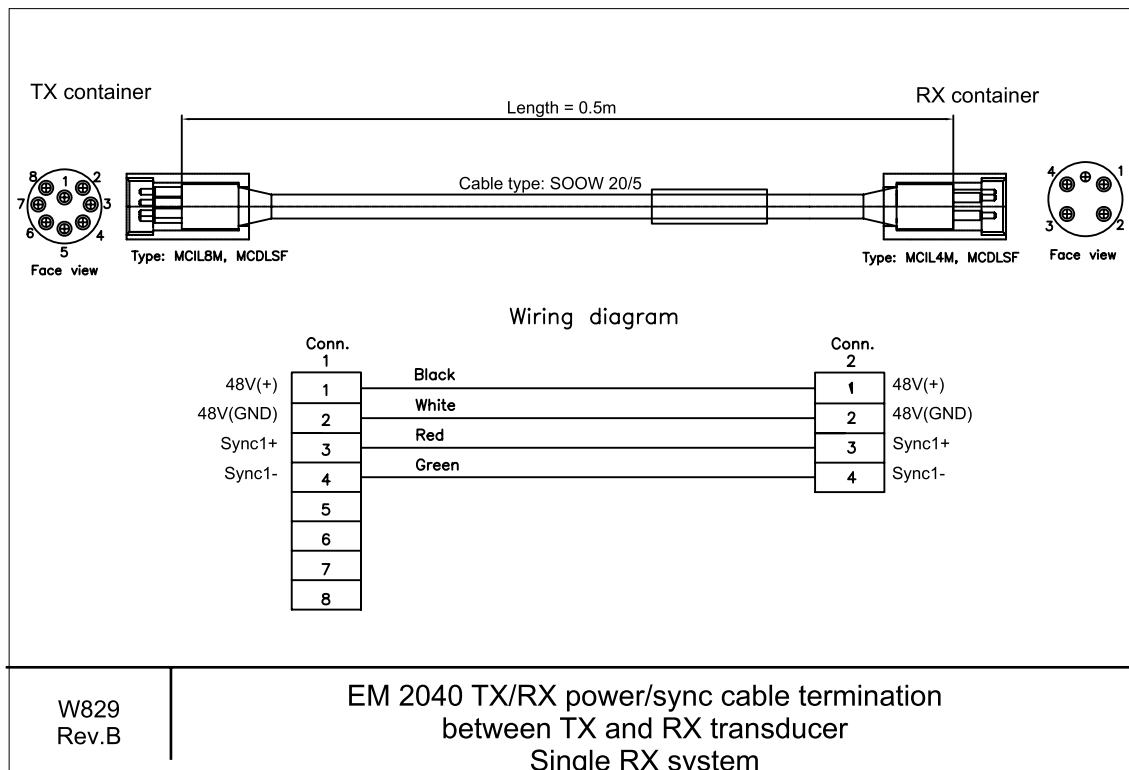 TX container
RX container
Length = 0.5m
Cable type: SOOW 20/5
8 1 2
7 3
6 4
5
Face view
Type: MCIL8M, MCDLSF
4 1
3 2
Type: MCIL4M, MCDLSF
Face view
Wiring diagram
Conn.
1
Conn.
2
48V(+) 1 Black 1 48V(+)
48V(GND) 2 White 2 48V(GND)
Sync1+ 3 Red 3 Sync1+
Sync1- 4 Green 4 Sync1-
5
6
7
8
W829
Rev.B
EM 2040 TX/RX power/sync cable termination
between TX and RX transducer
Single RX system